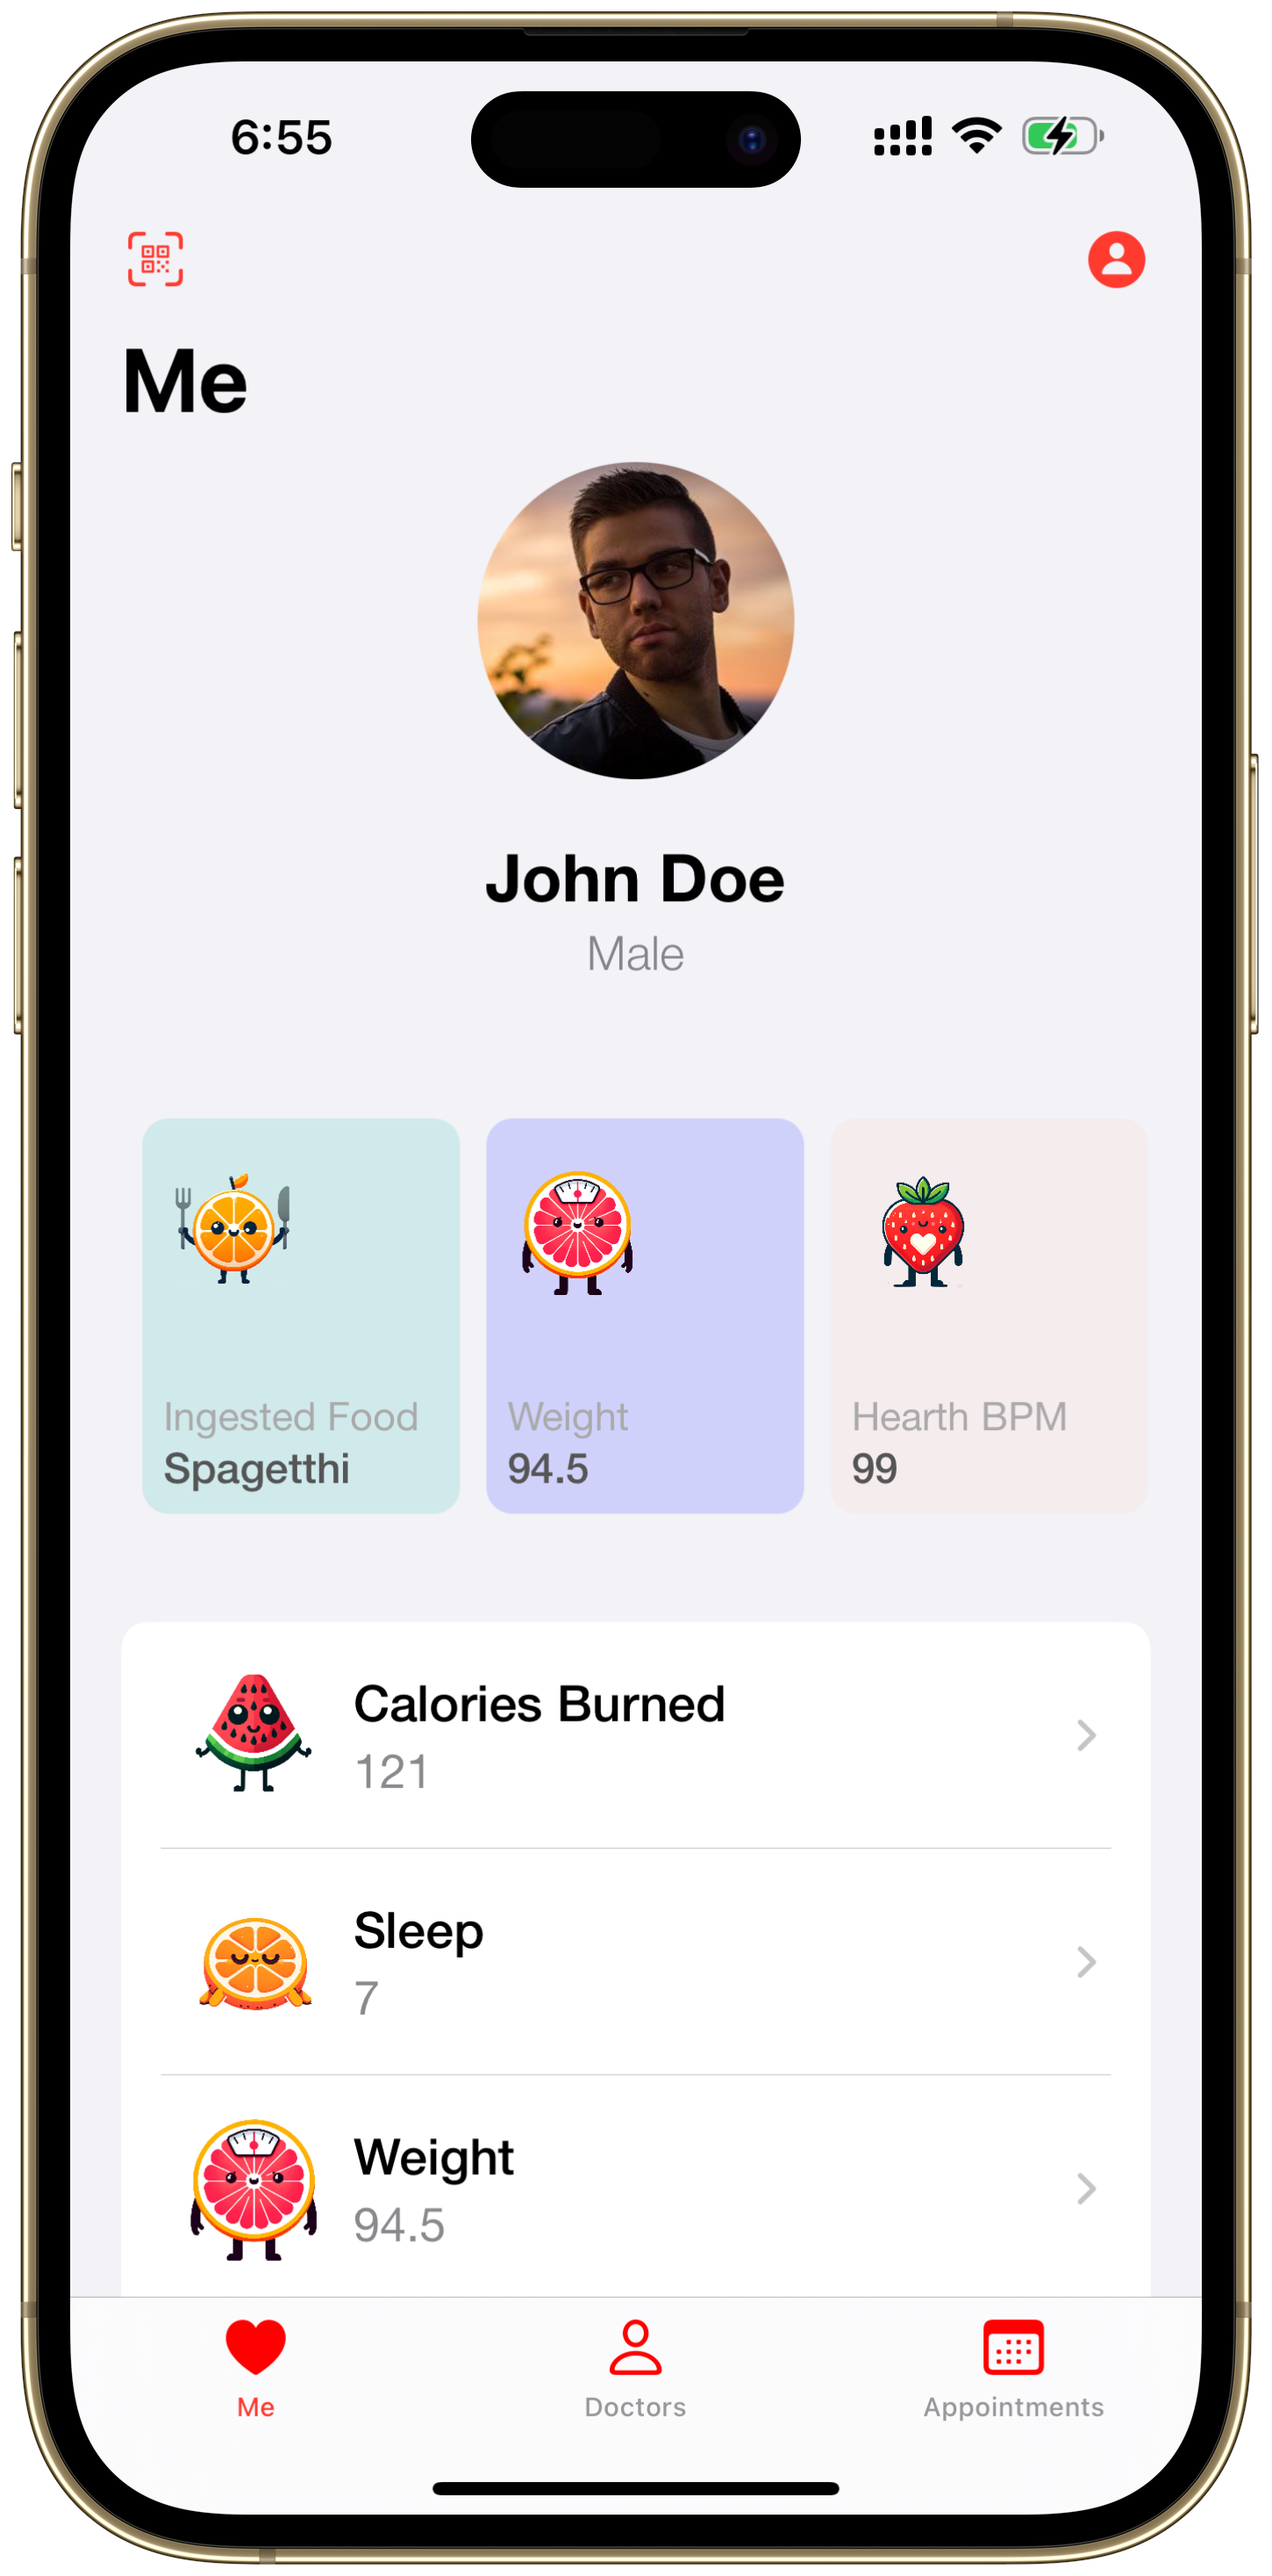 6:55
Me
John Doe
Male
Ingested Food
Spagetthi
Weight
94.5
Hearth BPM
99
Calories Burned
121
Sleep
7
Weight
94.5
Me
Doctors
Appointments